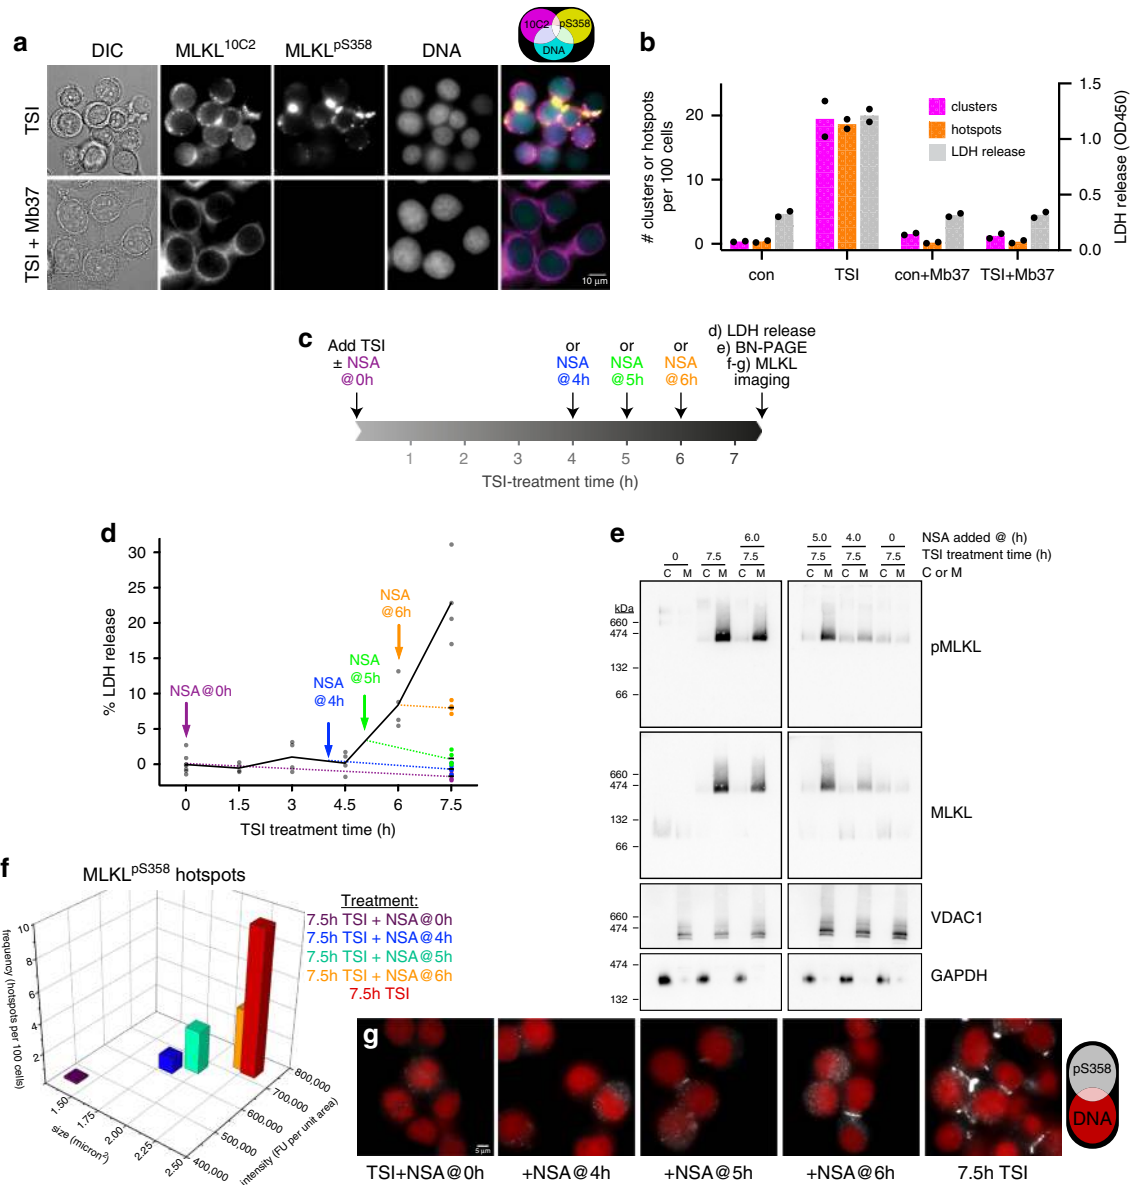 a
DIC
MLKL10C2
MLKLpS358
DNA
10C2
pS358
DNA
TSI
TSI + Mb37
10 µm
b
# clusters or hotspots
per 100 cells
20
10
0
clusters
hotspots
LDH release
1.5
1.0
0.5
0.0
LDH release (OD450)
con
TSI
con+Mb37
TSI+Mb37
c
Add TSI
± NSA
@0h
or
NSA
@4h
or
NSA
@5h
or
NSA
@6h
d) LDH release
e) BN-PAGE
f-g) MLKL
imaging
1 2 3 4 5 6 7
TSI-treatment time (h)
d
% LDH release
30
25
20
15
10
5
0
NSA@0h
NSA
@4h
NSA
@5h
NSA
@6h
0 1.5 3 4.5 6 7.5
TSI treatment time (h)
e
6.0 5.0 4.0 0 NSA added @ (h)
0 7.5 7.5 7.5 7.5 7.5 TSI treatment time (h)
C M C M C M C M C M C M C or M
kDa
660
474
132
66
pMLKL
660
474
132
66
MLKL
660
474
VDAC1
474
132
GAPDH
f
MLKLpS358 hotspots
frequency (hotspots per 100 cells)
10
8
6
4
2
1.50
1.75
2.00
2.25
2.50
size (micron2)
400,000
500,000
600,000
700,000
800,000
intensity (FU per unit area)
Treatment:
7.5h TSI + NSA@0h
7.5h TSI + NSA@4h
7.5h TSI + NSA@5h
7.5h TSI + NSA@6h
7.5h TSI
g
5 µm
TSI+NSA@0h
+NSA@4h
+NSA@5h
+NSA@6h
7.5h TSI
pS358
DNA